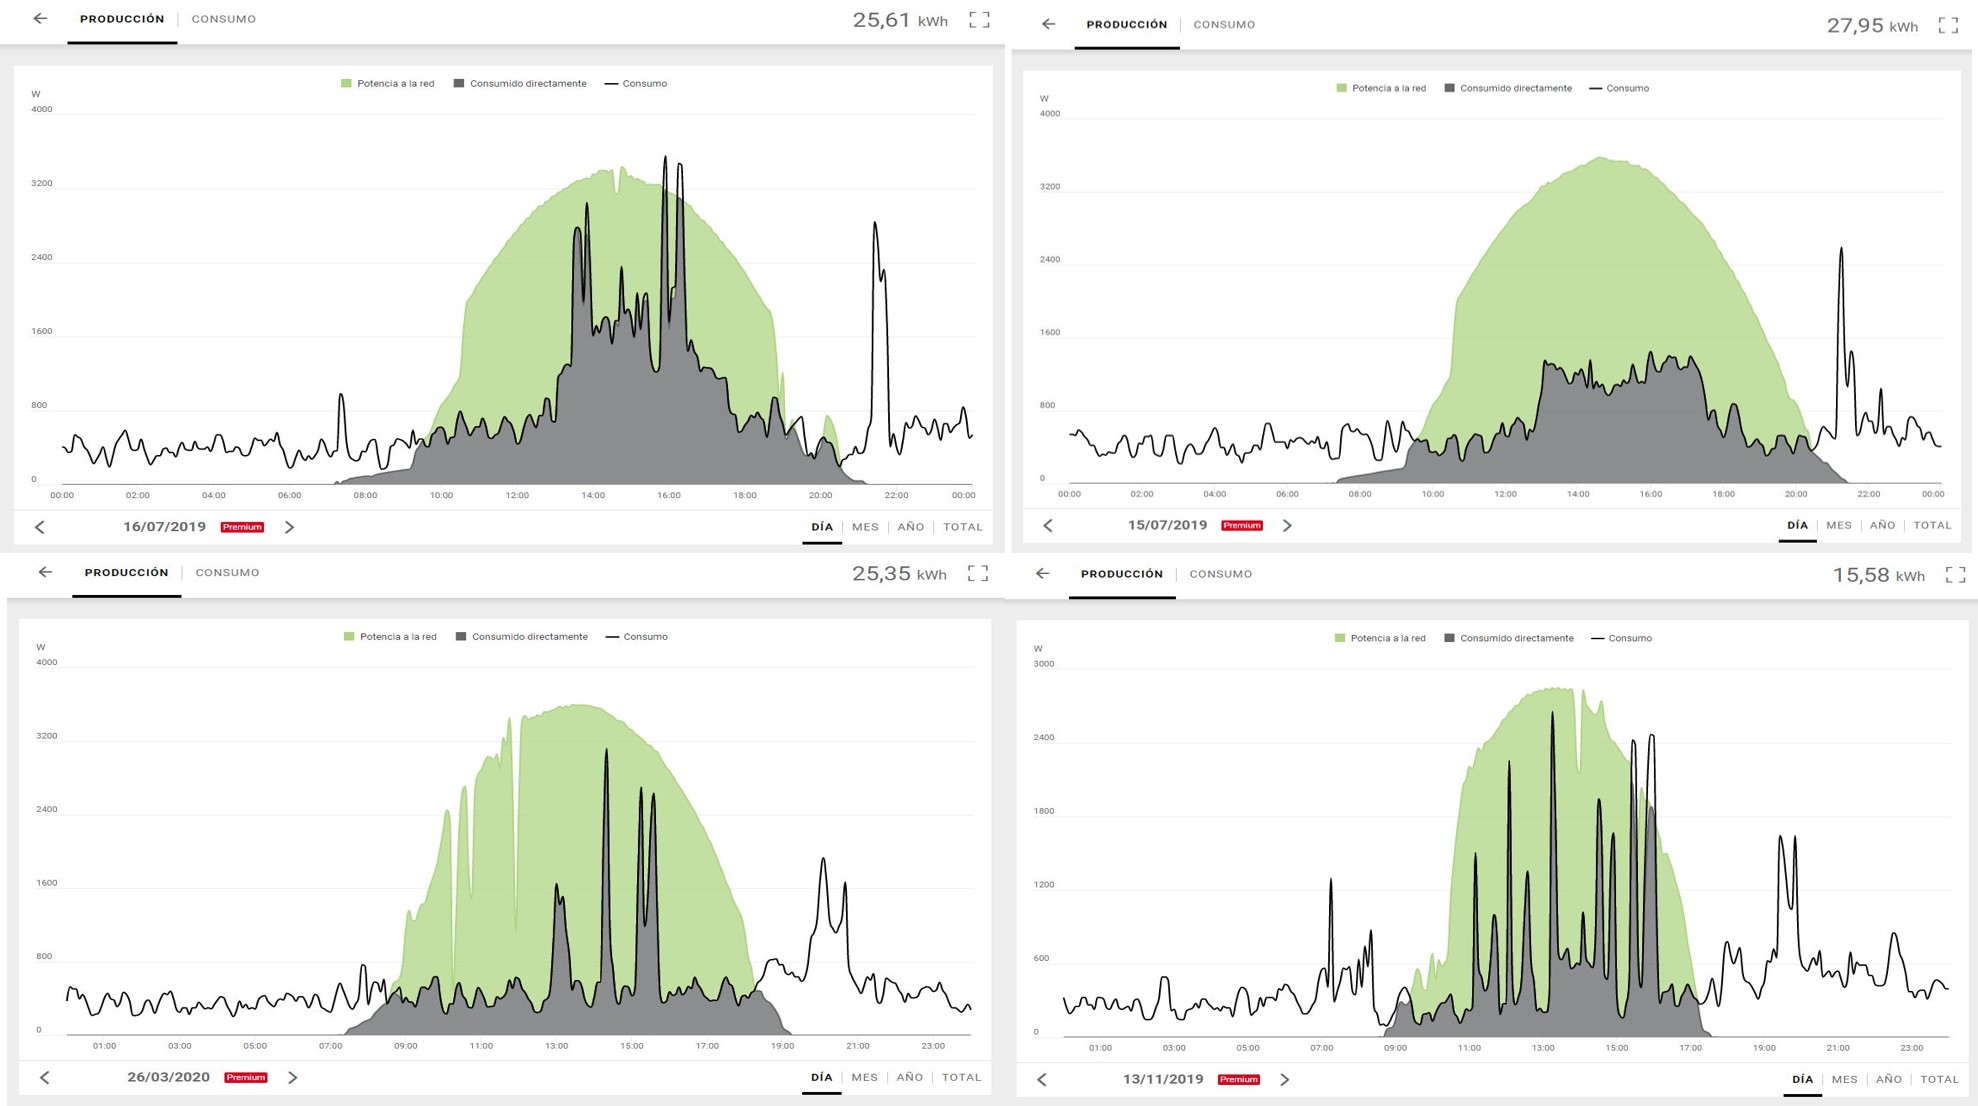 PRODUCCIÓN CONSUMO 25,61 kWh
Potencia a la red Consumido directamente Consumo
W
4000
3200
2400
1600
800
0
00:00 02:00 04:00 06:00 08:00 10:00 12:00 14:00 16:00 18:00 20:00 22:00 00:00
16/07/2019 Premium DÍA MES AÑO TOTAL
PRODUCCIÓN CONSUMO 27,95 kWh
Potencia a la red Consumido directamente Consumo
W
4000
3200
2400
1600
800
0
00:00 02:00 04:00 06:00 08:00 10:00 12:00 14:00 16:00 18:00 20:00 22:00 00:00
15/07/2019 Premium DÍA MES AÑO TOTAL
PRODUCCIÓN CONSUMO 25,35 kWh
Potencia a la red Consumido directamente Consumo
W
4000
3200
2400
1600
800
0
01:00 03:00 05:00 07:00 09:00 11:00 13:00 15:00 17:00 19:00 21:00 23:00
26/03/2020 Premium DÍA MES AÑO TOTAL
PRODUCCIÓN CONSUMO 15,58 kWh
Potencia a la red Consumido directamente Consumo
W
3000
2400
1800
1200
600
0
01:00 03:00 05:00 07:00 09:00 11:00 13:00 15:00 17:00 19:00 21:00 23:00
13/11/2019 Premium DÍA MES AÑO TOTAL